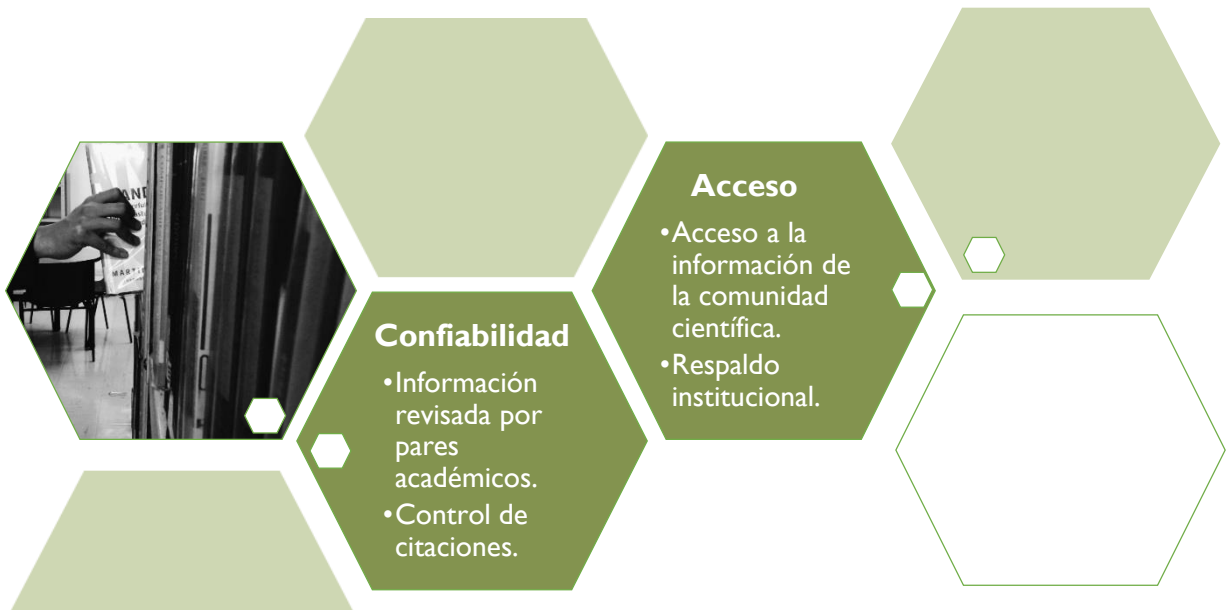 Confiabilidad
•Información
revisada por
pares
académicos.
•Control de
citaciones.
Acceso
•Acceso a la
información de
la comunidad
científica.
•Respaldo
institucional.